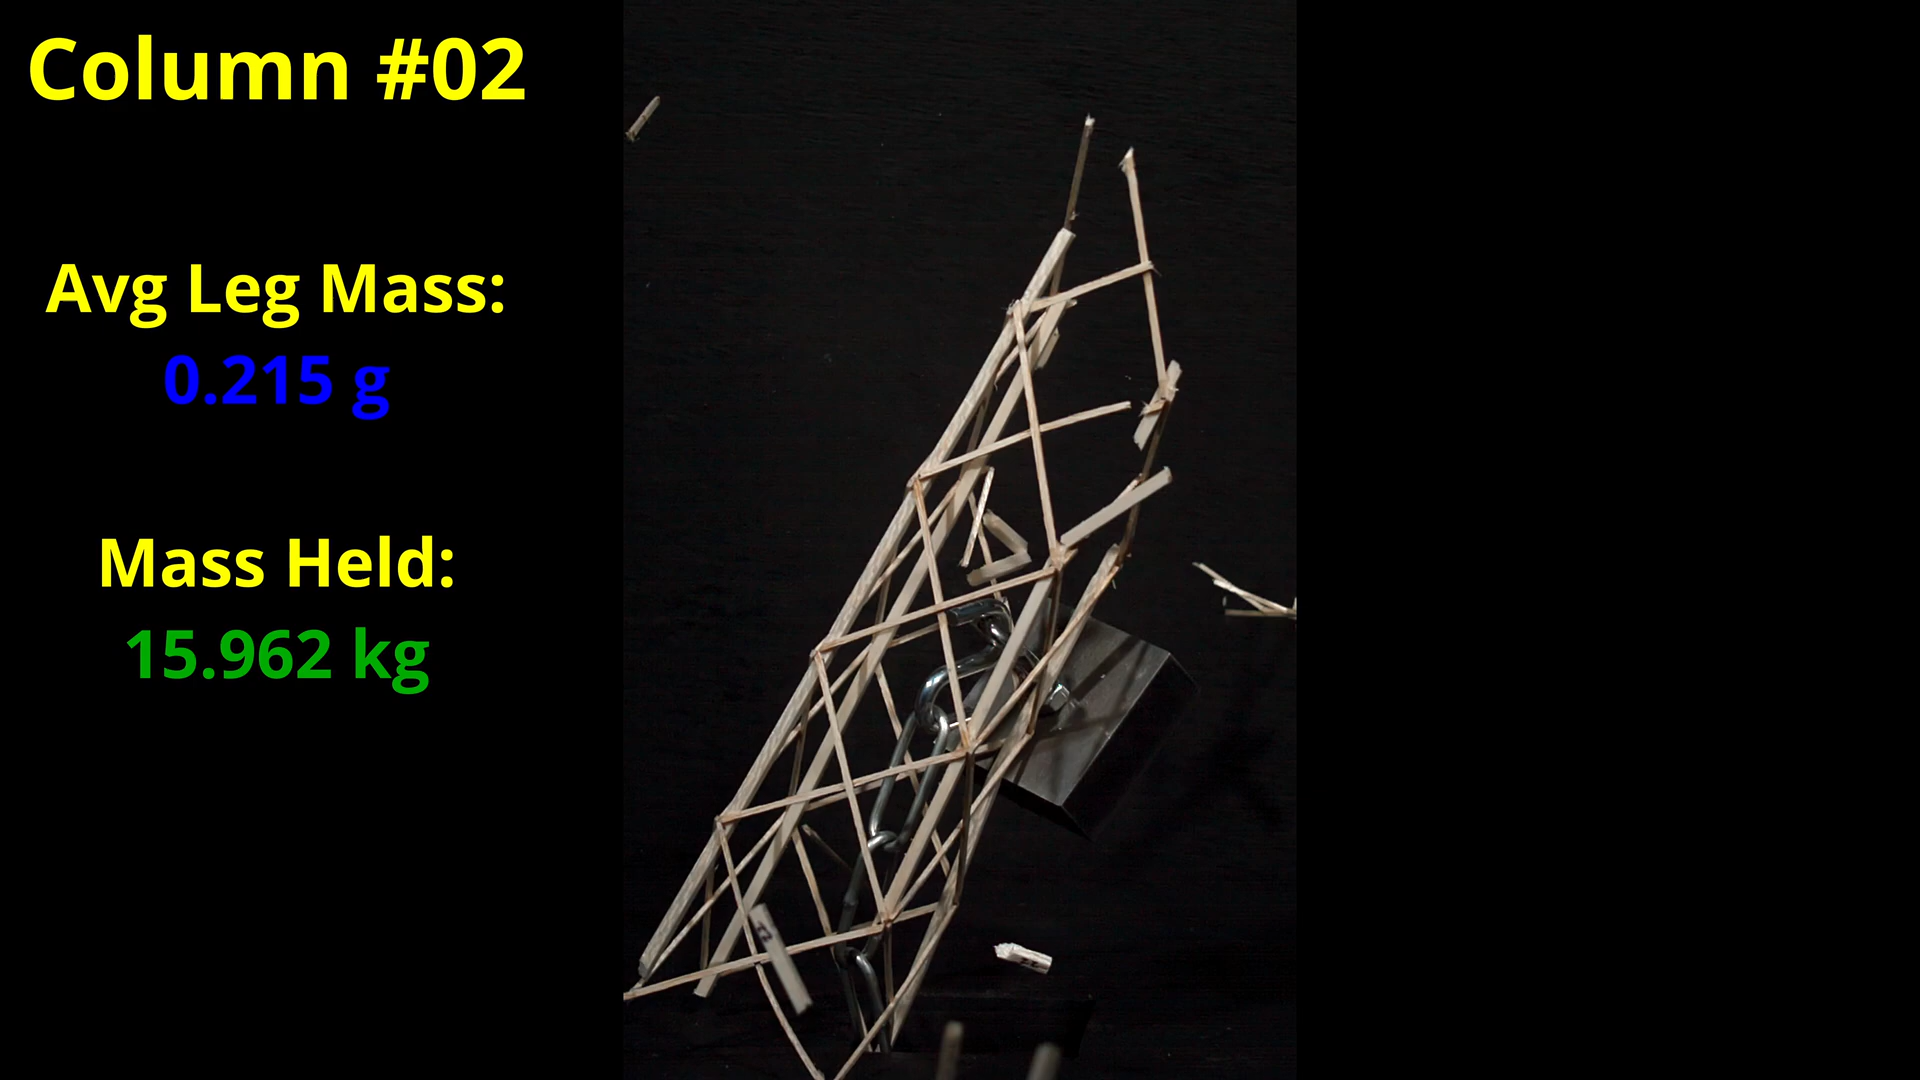 Column #02
Avg Leg Mass:
0.215 g
Mass Held:
15.962 kg